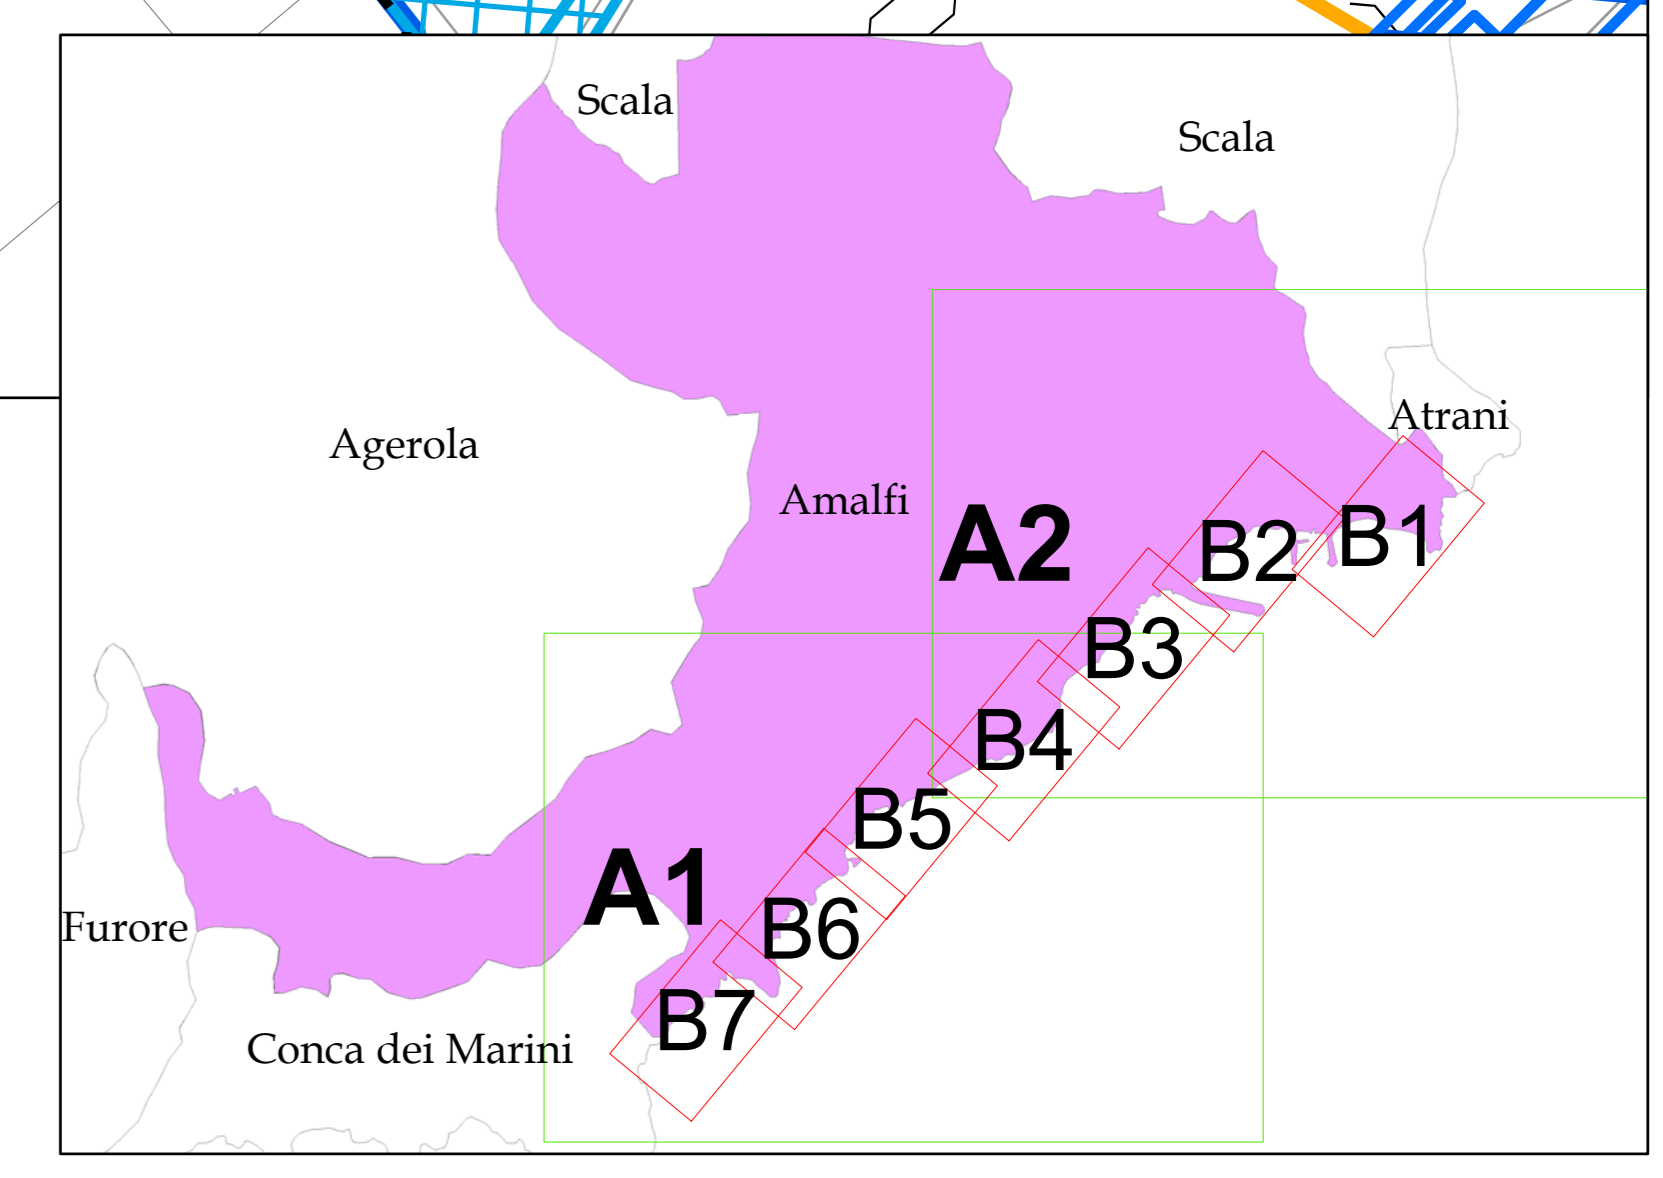 Scala
Scala
Atrani
Agerola
Amalfi
A2
B1
B2
B3
B4
B5
A1
B6
Furore
B7
Conca dei Marini